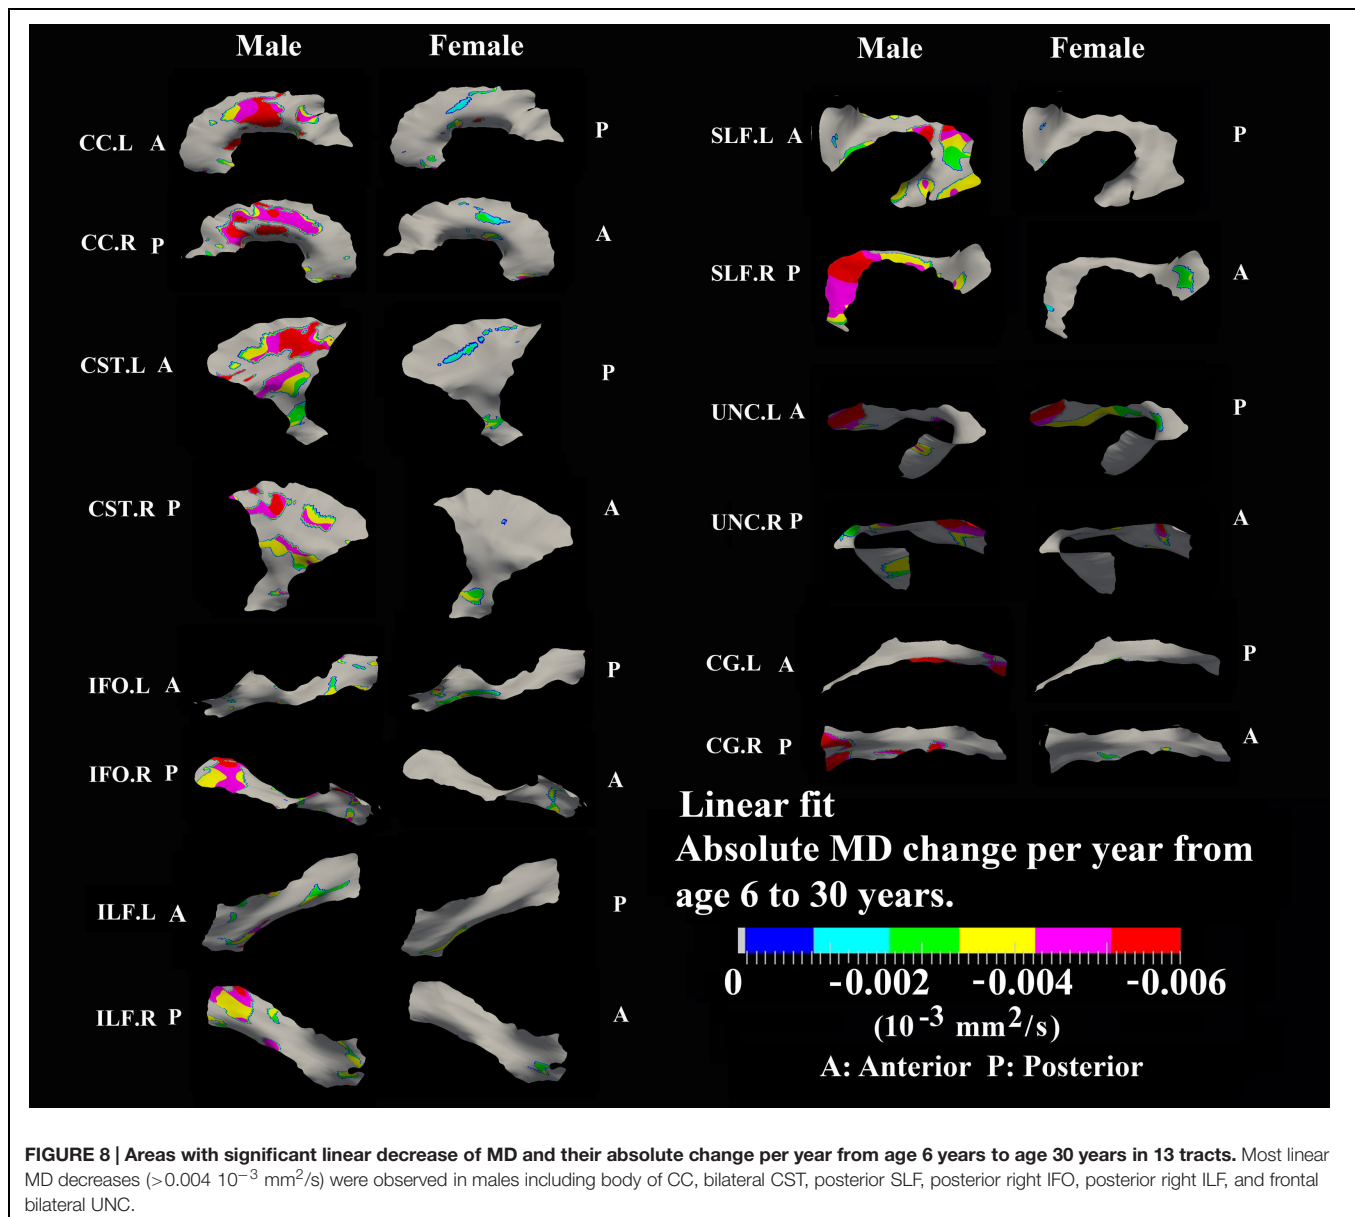 Male Female
CC.L A P
CC.R P A
CST.L A P
CST.R P A
IFO.L A P
IFO.R P A
ILF.L A P
ILF.R P A
Male Female
SLF.L A P
SLF.R P A
UNC.L A P
UNC.R P A
CG.L A P
CG.R P A
Linear fit
Absolute MD change per year from
age 6 to 30 years.
0 -0.002 -0.004 -0.006
(10⁻³ mm²/s)
A: Anterior P: Posterior
FIGURE 8 | Areas with significant linear decrease of MD and their absolute change per year from age 6 years to age 30 years in 13 tracts. Most linear
MD decreases (>0.004 10⁻³ mm²/s) were observed in males including body of CC, bilateral CST, posterior SLF, posterior right IFO, posterior right ILF, and frontal
bilateral UNC.